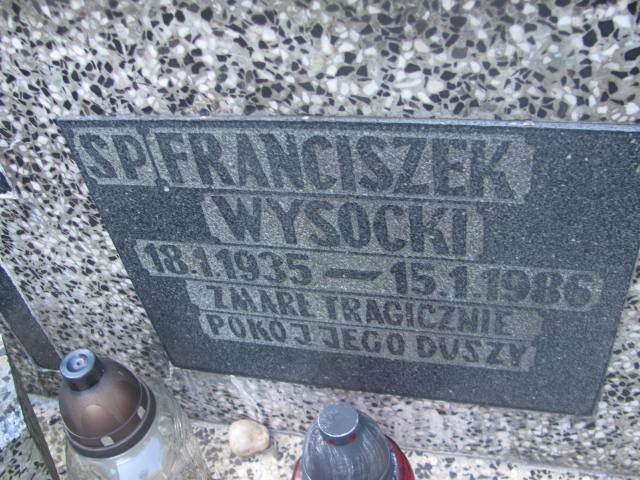 SP FRANCISZEK
WYSOCKI
18.1.1935 — 15.1.1986
ZMARŁ TRAGICZNIE
POKÓJ JEGO DUSZY